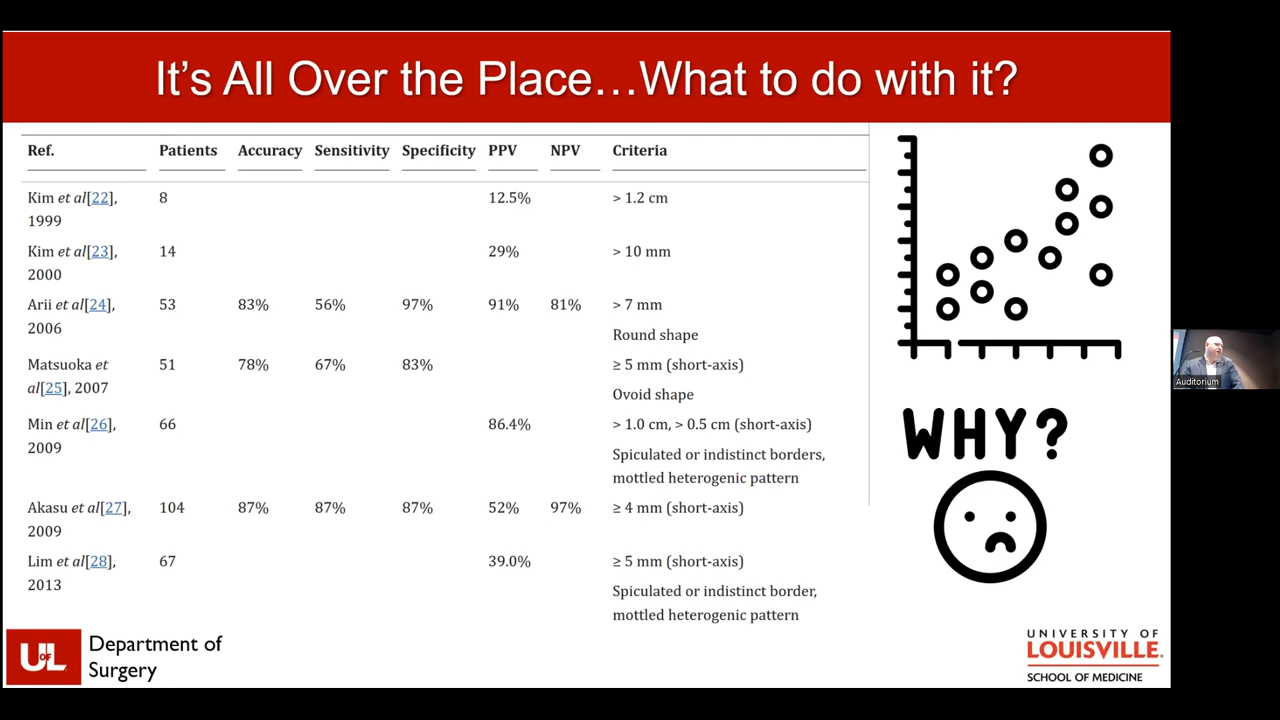 It's All Over the Place…What to do with it?
Ref. Patients Accuracy Sensitivity Specificity PPV NPV Criteria
Kim et al[22], 8 12.5% > 1.2 cm
1999
Kim et al[23], 14 29% > 10 mm
2000
Arii et al[24], 53 83% 56% 97% 91% 81% > 7 mm
2006
Round shape
Matsuoka et 51 78% 67% 83% ≥ 5 mm (short-axis)
al[25], 2007
Ovoid shape
Min et al[26], 66 86.4% > 1.0 cm, > 0.5 cm (short-axis)
2009
Spiculated or indistinct borders,
mottled heterogenic pattern
Akasu et al[27], 104 87% 87% 87% 52% 97% ≥ 4 mm (short-axis)
2009
Lim et al[28], 67 39.0% ≥ 5 mm (short-axis)
2013
Spiculated or indistinct border,
mottled heterogenic pattern
WHY?
Auditorium
UofL
Department of
Surgery
UNIVERSITY OF
LOUISVILLE.
SCHOOL OF MEDICINE